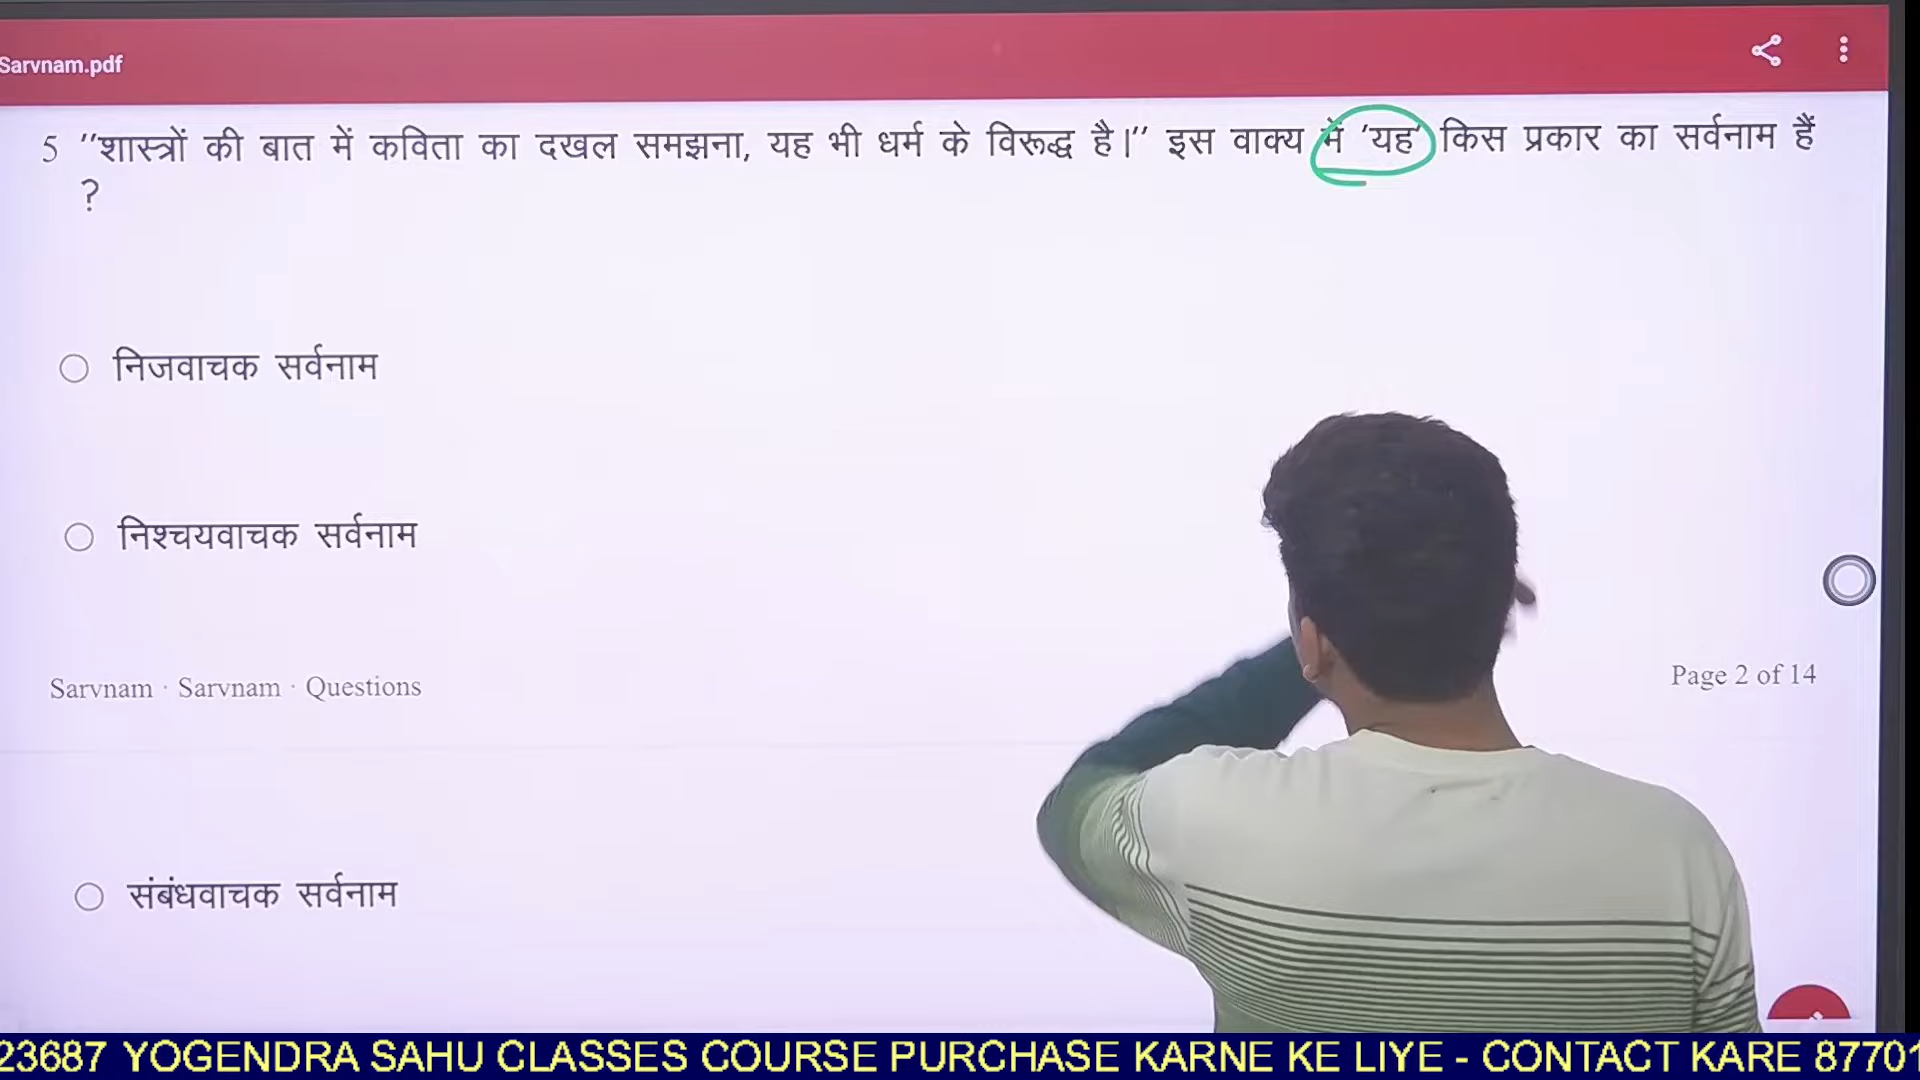 Sarvnam.pdf
5 ''शास्त्रों की बात में कविता का दखल समझना, यह भी धर्म के विरूद्ध है|'' इस वाक्य में 'यह' किस प्रकार का सर्वनाम हैं
?
निजवाचक सर्वनाम
निश्चयवाचक सर्वनाम
Sarvnam · Sarvnam · Questions
Page 2 of 14
संबंधवाचक सर्वनाम
23687 YOGENDRA SAHU CLASSES COURSE PURCHASE KARNE KE LIYE - CONTACT KARE 87701